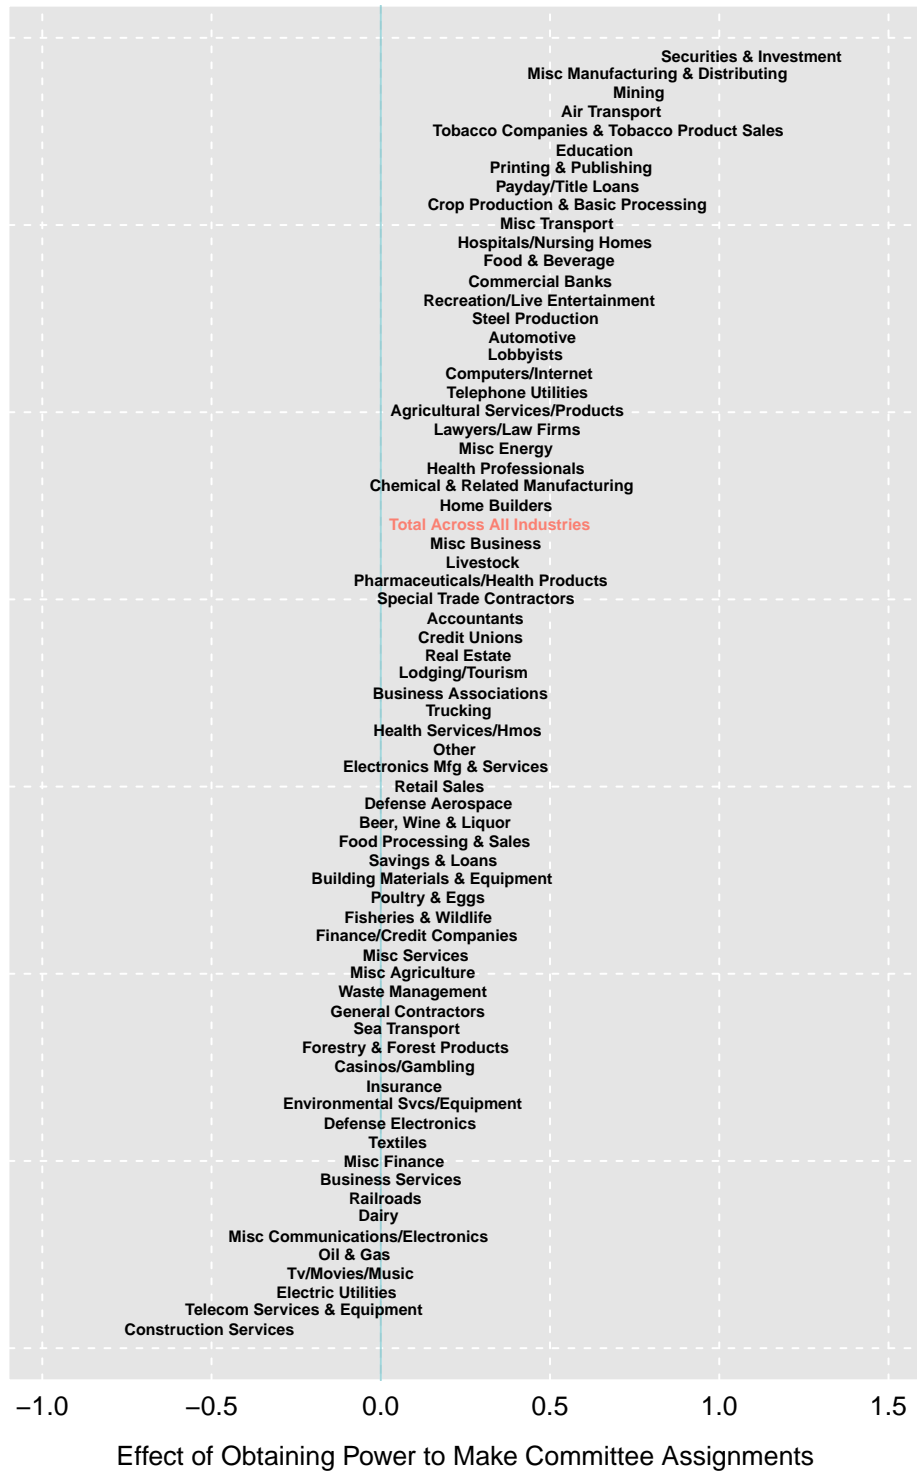 Securities & Investment
Misc Manufacturing & Distributing
Mining
Air Transport
Tobacco Companies & Tobacco Product Sales
Education
Printing & Publishing
Payday/Title Loans
Crop Production & Basic Processing
Misc Transport
Hospitals/Nursing Homes
Food & Beverage
Commercial Banks
Recreation/Live Entertainment
Steel Production
Automotive
Lobbyists
Computers/Internet
Telephone Utilities
Agricultural Services/Products
Lawyers/Law Firms
Misc Energy
Health Professionals
Chemical & Related Manufacturing
Home Builders
Total Across All Industries
Misc Business
Livestock
Pharmaceuticals/Health Products
Special Trade Contractors
Accountants
Credit Unions
Real Estate
Lodging/Tourism
Business Associations
Trucking
Health Services/Hmos
Other
Electronics Mfg & Services
Retail Sales
Defense Aerospace
Beer, Wine & Liquor
Food Processing & Sales
Savings & Loans
Building Materials & Equipment
Poultry & Eggs
Fisheries & Wildlife
Finance/Credit Companies
Misc Services
Misc Agriculture
Waste Management
General Contractors
Sea Transport
Forestry & Forest Products
Casinos/Gambling
Insurance
Environmental Svcs/Equipment
Defense Electronics
Textiles
Misc Finance
Business Services
Railroads
Dairy
Misc Communications/Electronics
Oil & Gas
Tv/Movies/Music
Electric Utilities
Telecom Services & Equipment
Construction Services
−1.0 −0.5 0.0 0.5 1.0 1.5
Effect of Obtaining Power to Make Committee Assignments